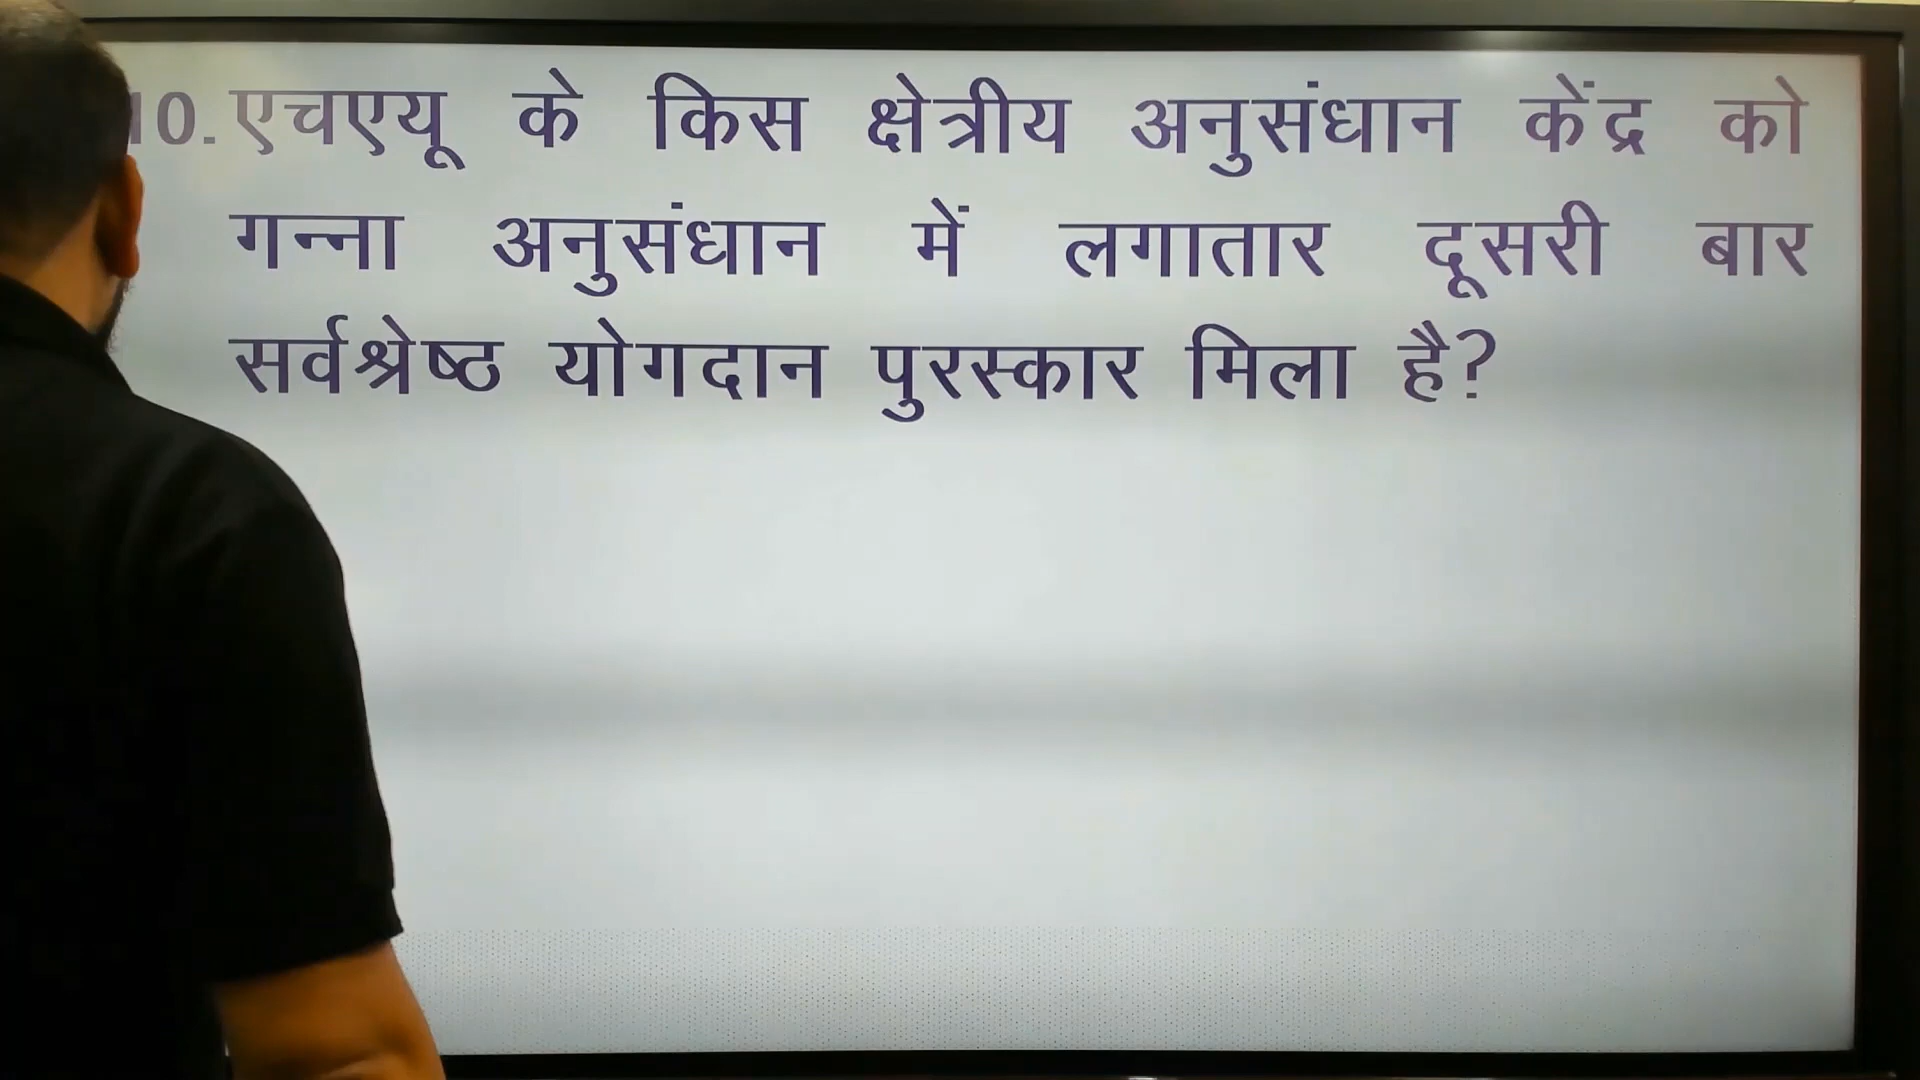 10. एचएयू के किस क्षेत्रीय अनुसंधान केंद्र को
गन्ना अनुसंधान में लगातार दूसरी बार
सर्वश्रेष्ठ योगदान पुरस्कार मिला है?